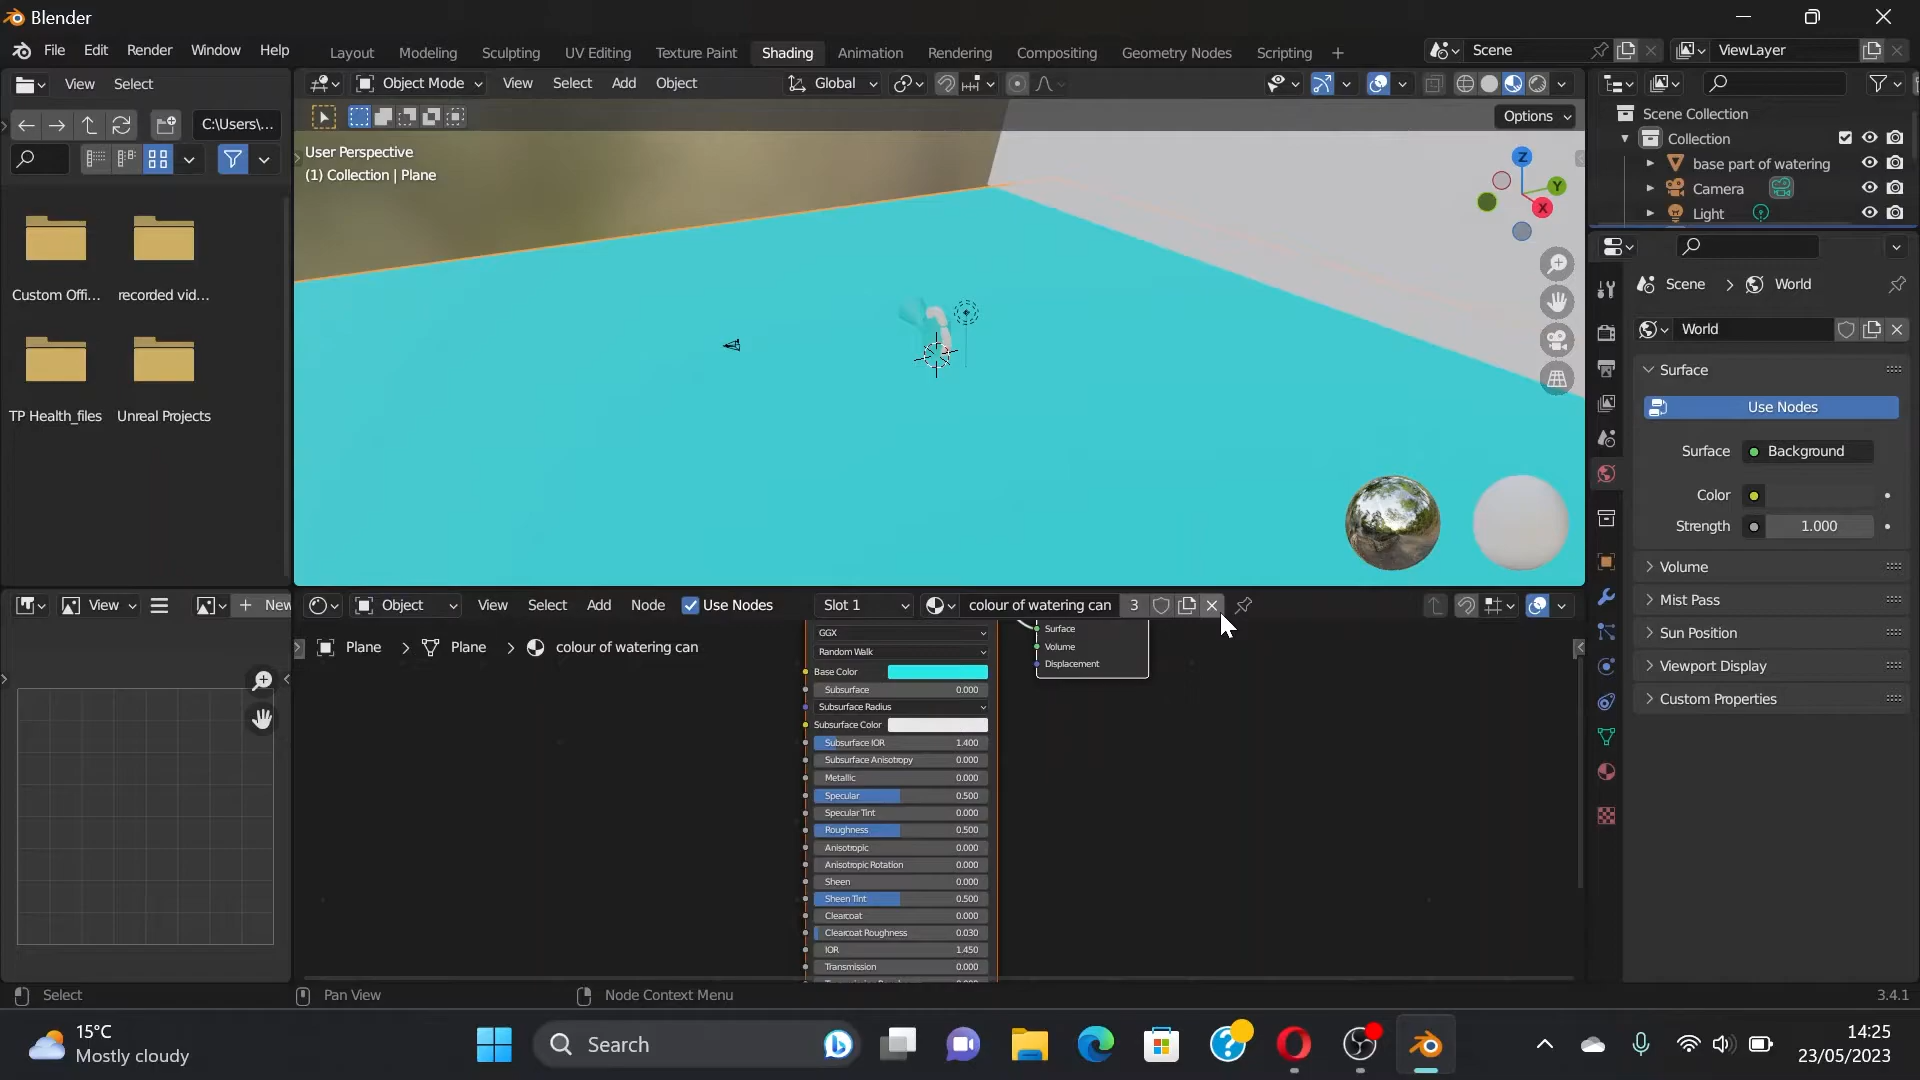 Blender
File Edit Render Window Help
Layout Modeling Sculpting UV Editing Texture Paint Shading Animation Rendering Compositing Geometry Nodes Scripting +
Scene
ViewLayer
View Select
Object Mode View Select Add Object
Global
C:\Users\...
Options
User Perspective
(1) Collection | Plane
Z
Y
X
Custom Offi...
recorded vid...
TP Health_files
Unreal Projects
Scene Collection
Collection
base part of watering
Camera
Light
Scene > World
World
Surface
Use Nodes
Surface Background
Color
Strength 1.000
Volume
Mist Pass
Sun Position
Viewport Display
Custom Properties
View
+ New
Object View Select Add Node Use Nodes
Slot 1
colour of watering can 3
Plane > Plane > colour of watering can
GGX
Random Walk
Base Color
Subsurface 0.000
Subsurface Radius
Subsurface Color
Subsurface IOR 1.400
Subsurface Anisotropy 0.000
Metallic 0.000
Specular 0.500
Specular Tint 0.000
Roughness 0.500
Anisotropic 0.000
Anisotropic Rotation 0.000
Sheen 0.000
Sheen Tint 0.500
Clearcoat 0.000
Clearcoat Roughness 0.030
IOR 1.450
Transmission 0.000
Surface
Volume
Displacement
Select
Pan View
Node Context Menu
3.4.1
15°C
Mostly cloudy
Search
14:25
23/05/2023